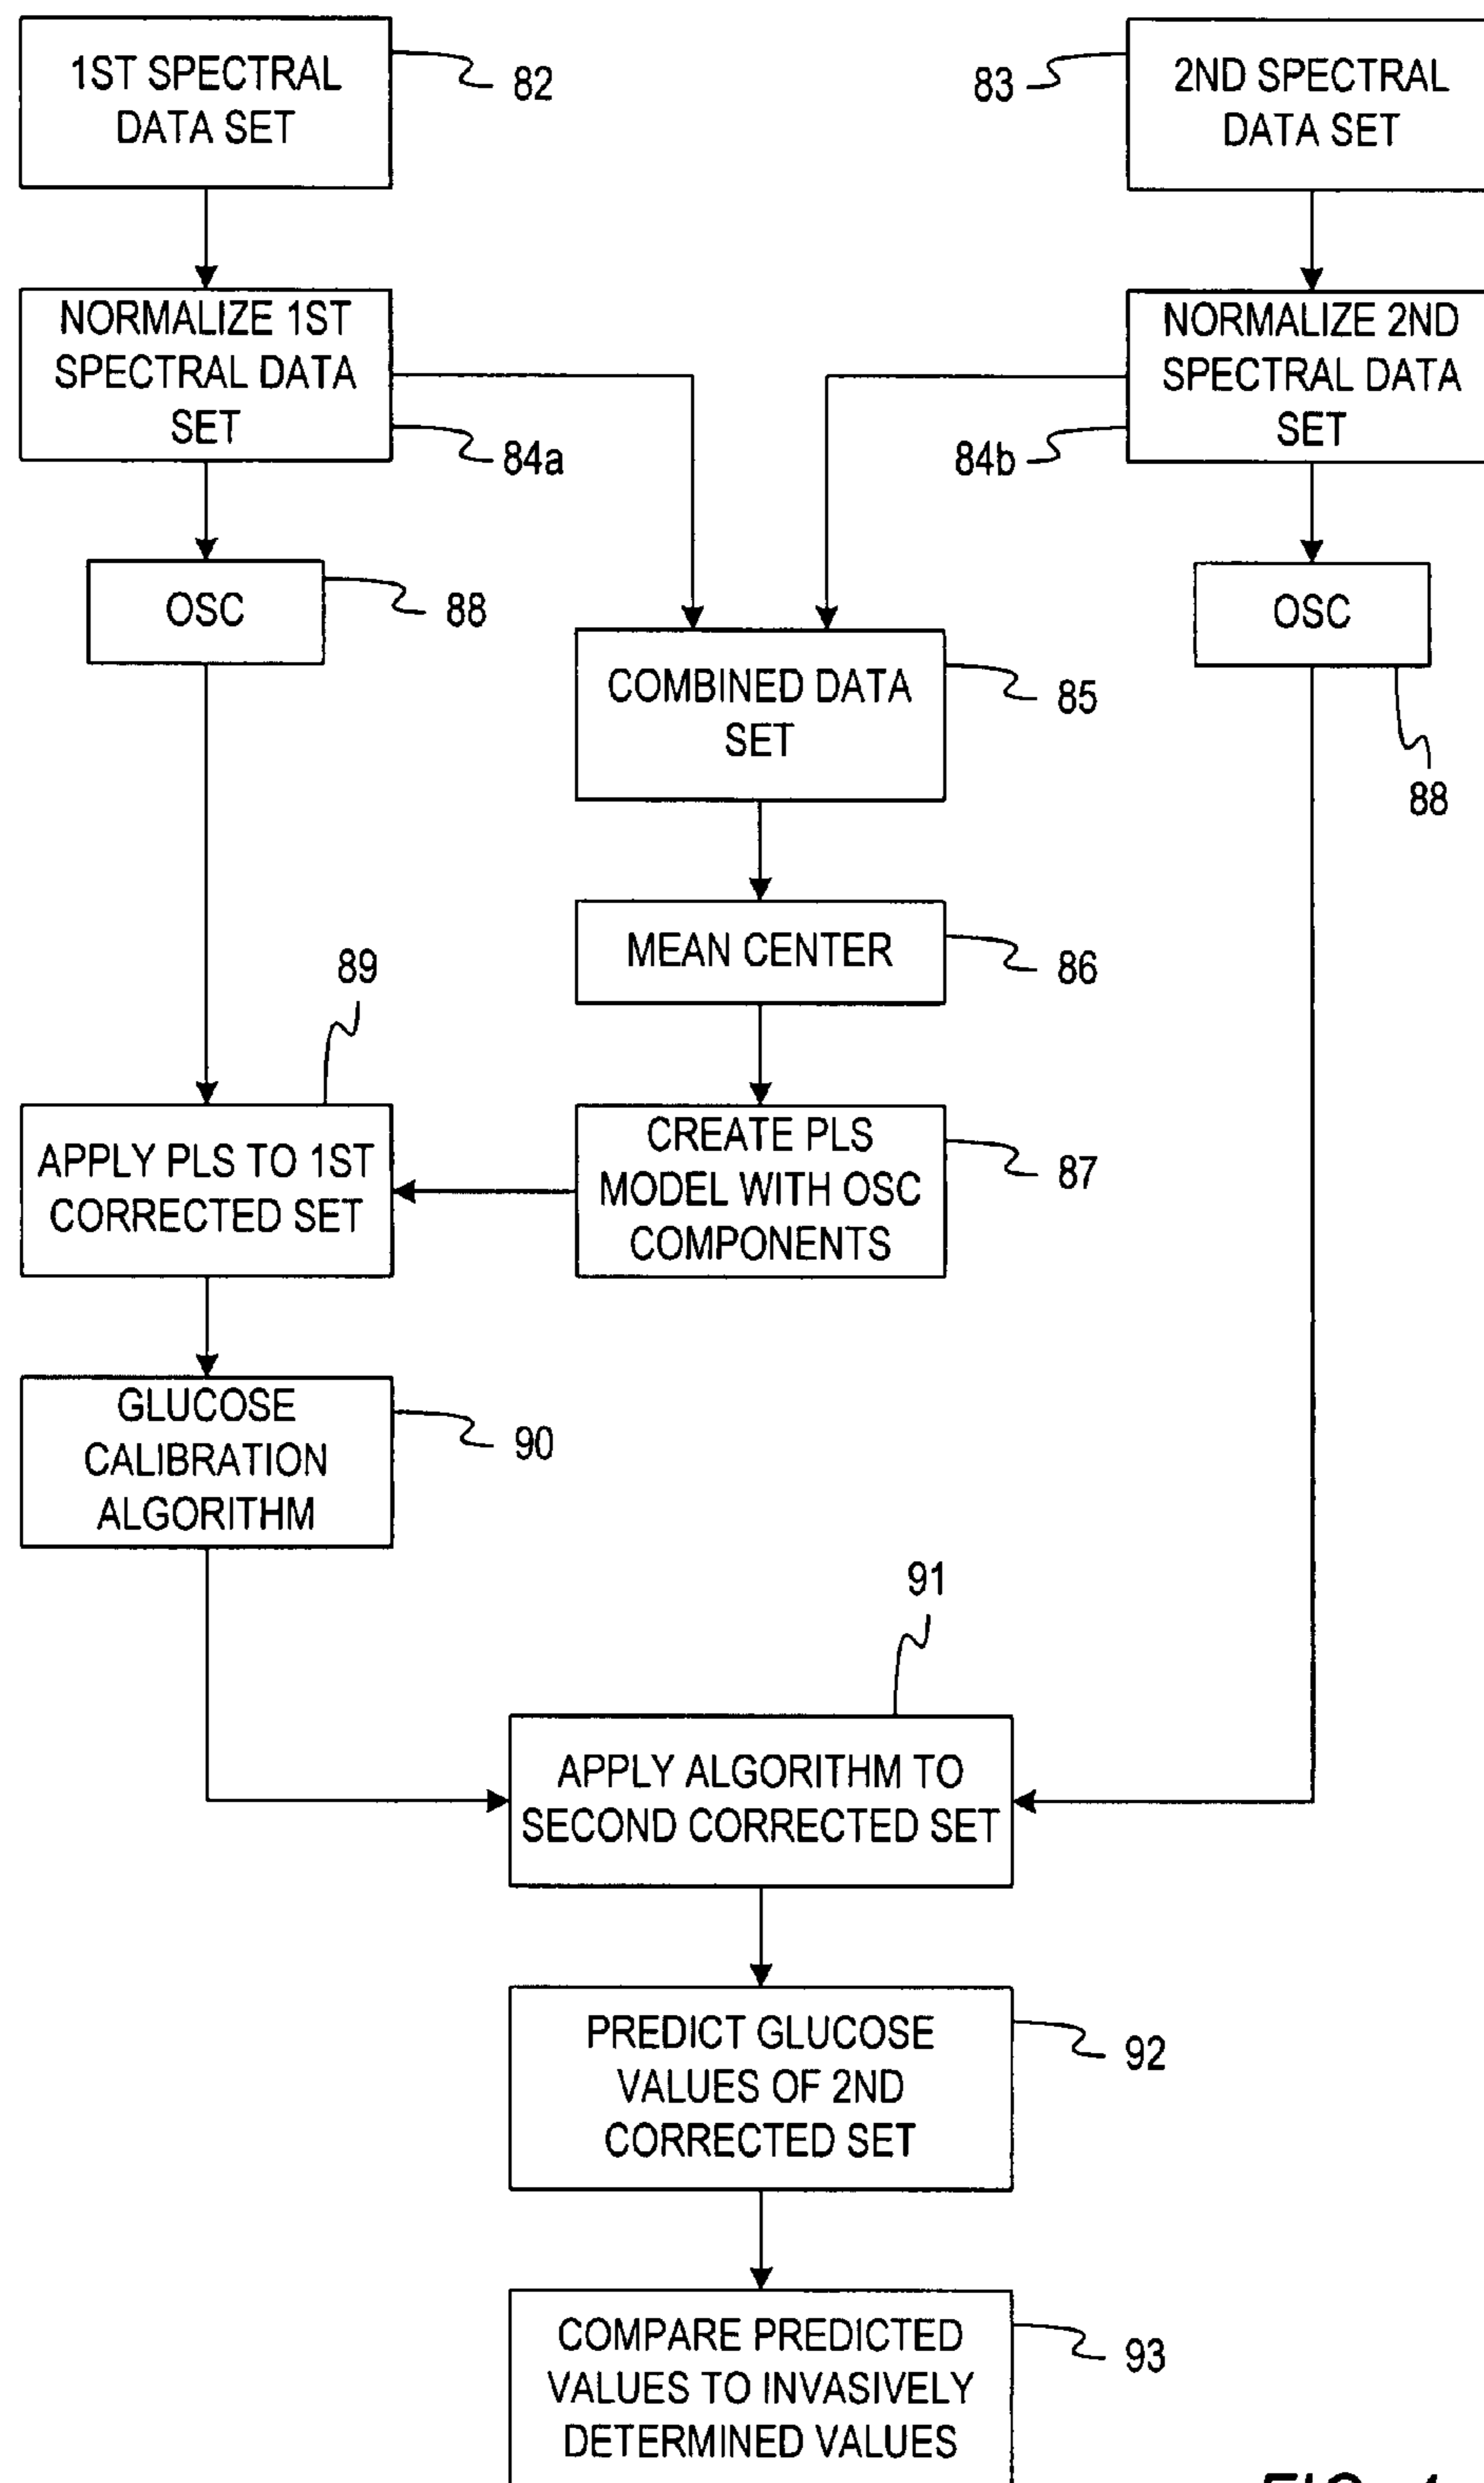 1ST SPECTRAL
DATA SET
82
83
2ND SPECTRAL
DATA SET
NORMALIZE 1ST
SPECTRAL DATA
SET
84a
84b
NORMALIZE 2ND
SPECTRAL DATA
SET
OSC
88
COMBINED DATA
SET
85
OSC
88
MEAN CENTER
86
89
APPLY PLS TO 1ST
CORRECTED SET
CREATE PLS
MODEL WITH OSC
COMPONENTS
87
GLUCOSE
CALIBRATION
ALGORITHM
90
91
APPLY ALGORITHM TO
SECOND CORRECTED SET
PREDICT GLUCOSE
VALUES OF 2ND
CORRECTED SET
92
COMPARE PREDICTED
VALUES TO INVASIVELY
DETERMINED VALUES
93